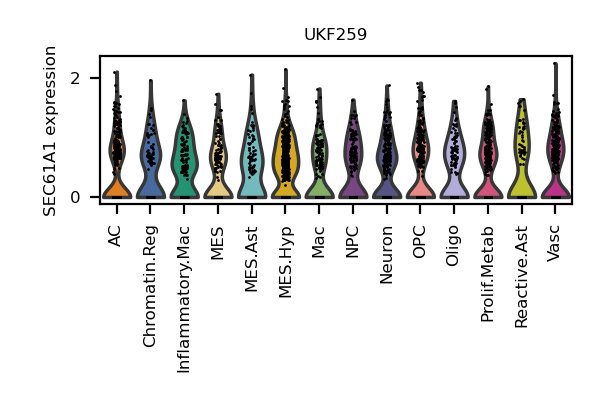 UKF259
SEC61A1 expression
2
0
AC
Chromatin.Reg
Inflammatory.Mac
MES
MES.Ast
MES.Hyp
Mac
NPC
Neuron
OPC
Oligo
Prolif.Metab
Reactive.Ast
Vasc